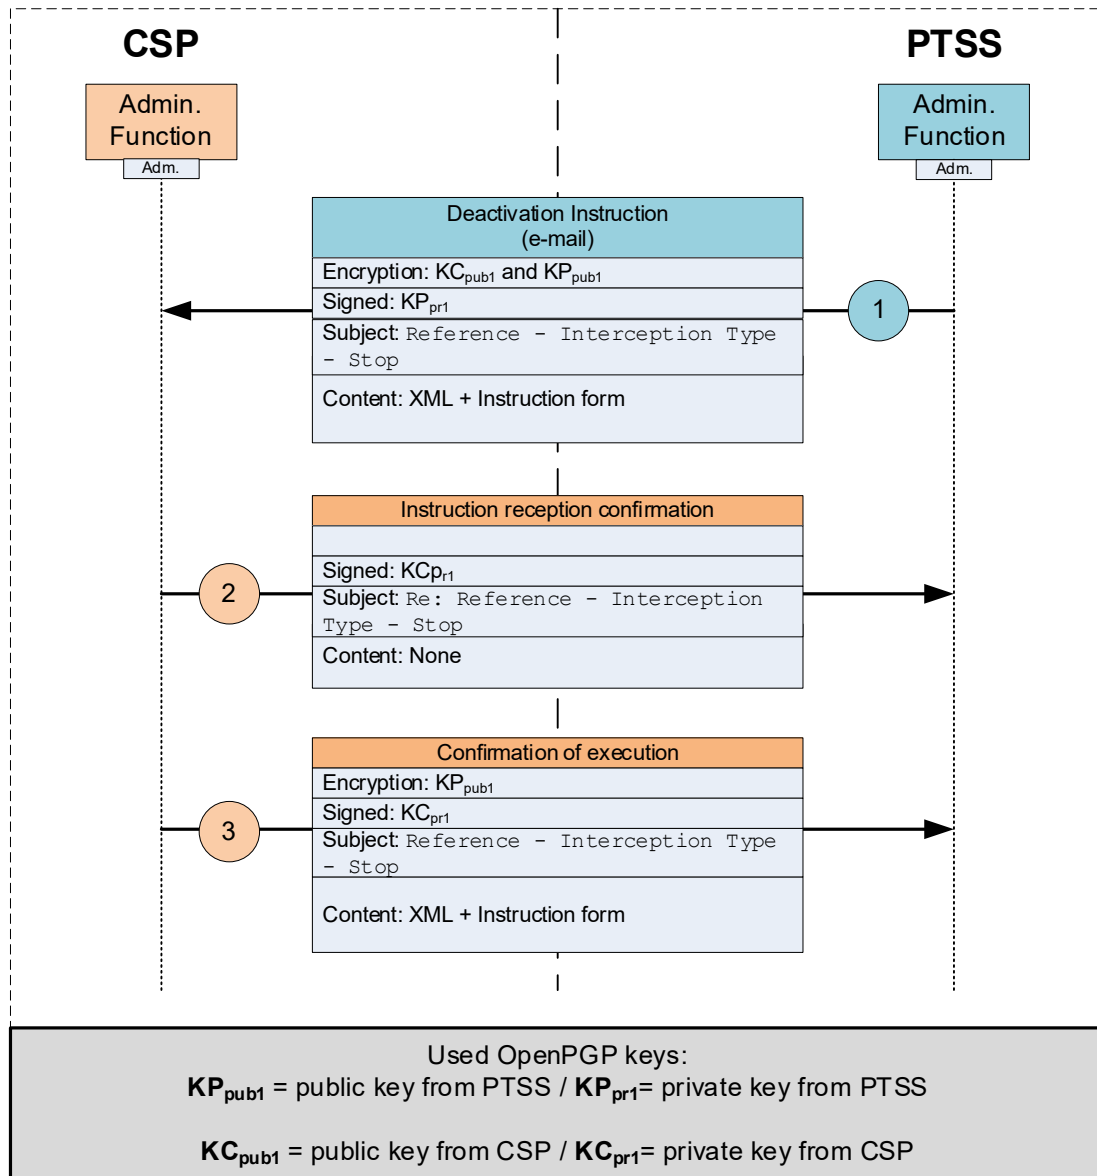 CSP
PTSS
Admin.
Function
Adm.
Admin.
Function
Adm.
Deactivation Instruction
(e-mail)
Encryption: KCpub1 and KPpub1
Signed: KPpr1
1
Subject: Reference - Interception Type
- Stop
Content: XML + Instruction form
Instruction reception confirmation
Signed: KCpr1
2
Subject: Re: Reference - Interception
Type - Stop
Content: None
Confirmation of execution
Encryption: KPpub1
Signed: KCpr1
3
Subject: Reference - Interception Type
- Stop
Content: XML + Instruction form
Used OpenPGP keys:
KPpub1 = public key from PTSS / KPpr1= private key from PTSS
KCpub1 = public key from CSP / KCpr1= private key from CSP